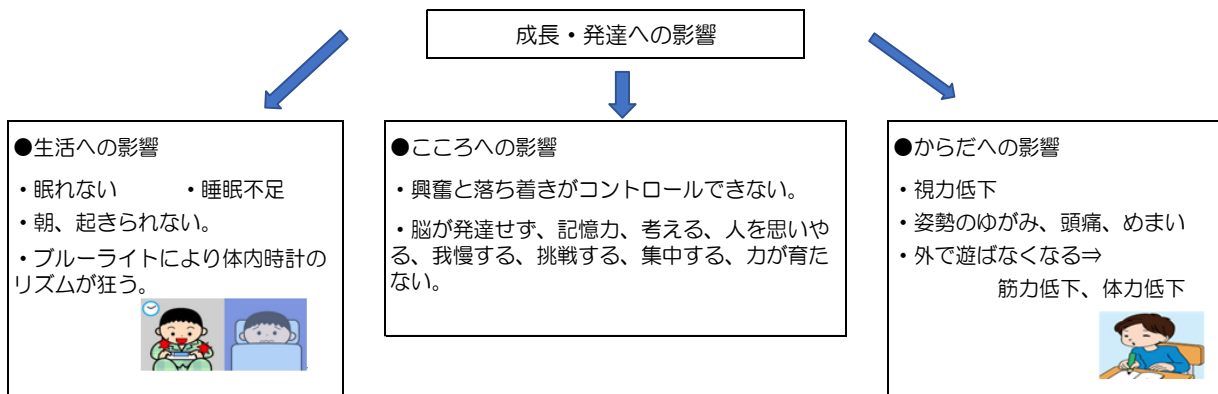 成長・発達への影響
●生活への影響
・眠れない　　　・睡眠不足
・朝、起きられない。
・ブルーライトにより体内時計の
リズムが狂う。
●こころへの影響
・興奮と落ち着きがコントロールできない。
・脳が発達せず、記憶力、考える、人を思いや
る、我慢する、挑戦する、集中する、力が育た
ない。
●からだへの影響
・視力低下
・姿勢のゆがみ、頭痛、めまい
・外で遊ばなくなる⇒
筋力低下、体力低下